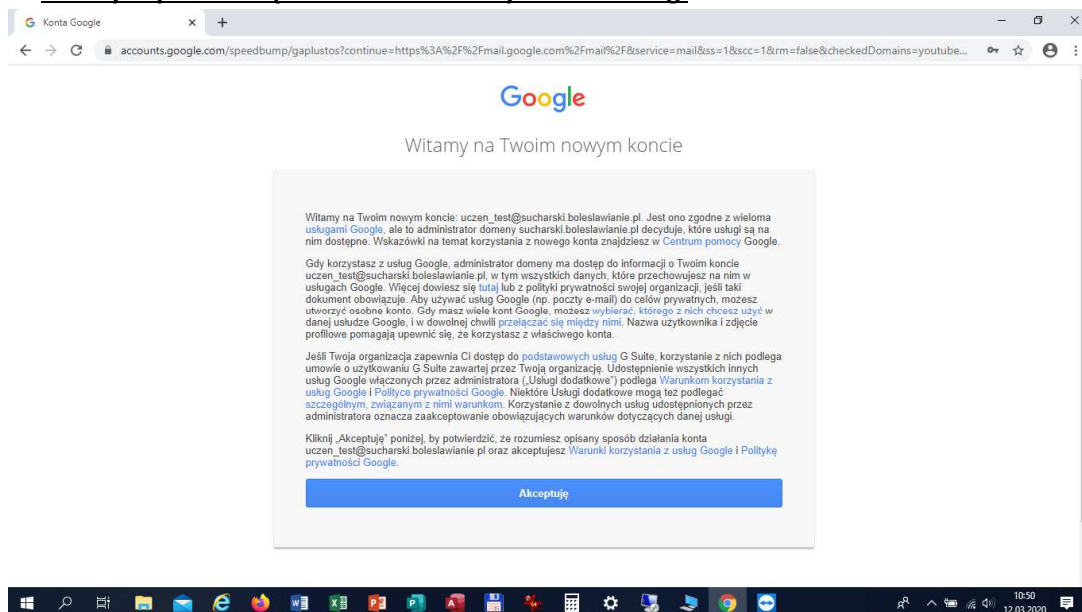 Konta Google
accounts.google.com/speedbump/gaplustos?continue=https%3A%2F%2Fmail.google.com%2Fmail%2F&service=mail&ss=1&scc=1&rm=false&checkedDomains=youtube...
Google
Witamy na Twoim nowym koncie
Witamy na Twoim nowym koncie: uczen_test@sucharski.boleslawianie.pl. Jest ono zgodne z wieloma
usługami Google, ale to administrator domeny sucharski.boleslawianie.pl decyduje, które usługi są na
nim dostępne. Wskazówki na temat korzystania z nowego konta znajdziesz w Centrum pomocy Google.
Gdy korzystasz z usług Google, administrator domeny ma dostęp do informacji o Twoim koncie
uczen_test@sucharski.boleslawianie.pl, w tym wszystkich danych, które przechowujesz na nim w
usługach Google. Więcej dowiesz się tutaj lub z polityki prywatności swojej organizacji, jeśli taki
dokument obowiązuje. Aby używać usług Google (np. poczty e-mail) do celów prywatnych, możesz
utworzyć osobne konto. Gdy masz wiele kont Google, możesz wybierać, którego z nich chcesz użyć w
danej usłudze Google, i w dowolnej chwili przełączać się między nimi. Nazwa użytkownika i zdjęcie
profilowe pomagają upewnić się, że korzystasz z właściwego konta.
Jeśli Twoja organizacja zapewnia Ci dostęp do podstawowych usług G Suite, korzystanie z nich podlega
umowie o użytkowaniu G Suite zawartej przez Twoją organizację. Udostępnienie wszystkich innych
usług Google włączonych przez administratora („Usługi dodatkowe”) podlega Warunkom korzystania z
usług Google i Polityce prywatności Google. Niektóre Usługi dodatkowe mogą też podlegać
szczególnym, związanym z nimi warunkom. Korzystanie z dowolnych usług udostępnionych przez
administratora oznacza zaakceptowanie obowiązujących warunków dotyczących danej usługi.
Kliknij „Akceptuję” poniżej, by potwierdzić, że rozumiesz opisany sposób działania konta
uczen_test@sucharski.boleslawianie.pl oraz akceptujesz Warunki korzystania z usług Google i Politykę
prywatności Google.
Akceptuję
10:50
12.03.2020